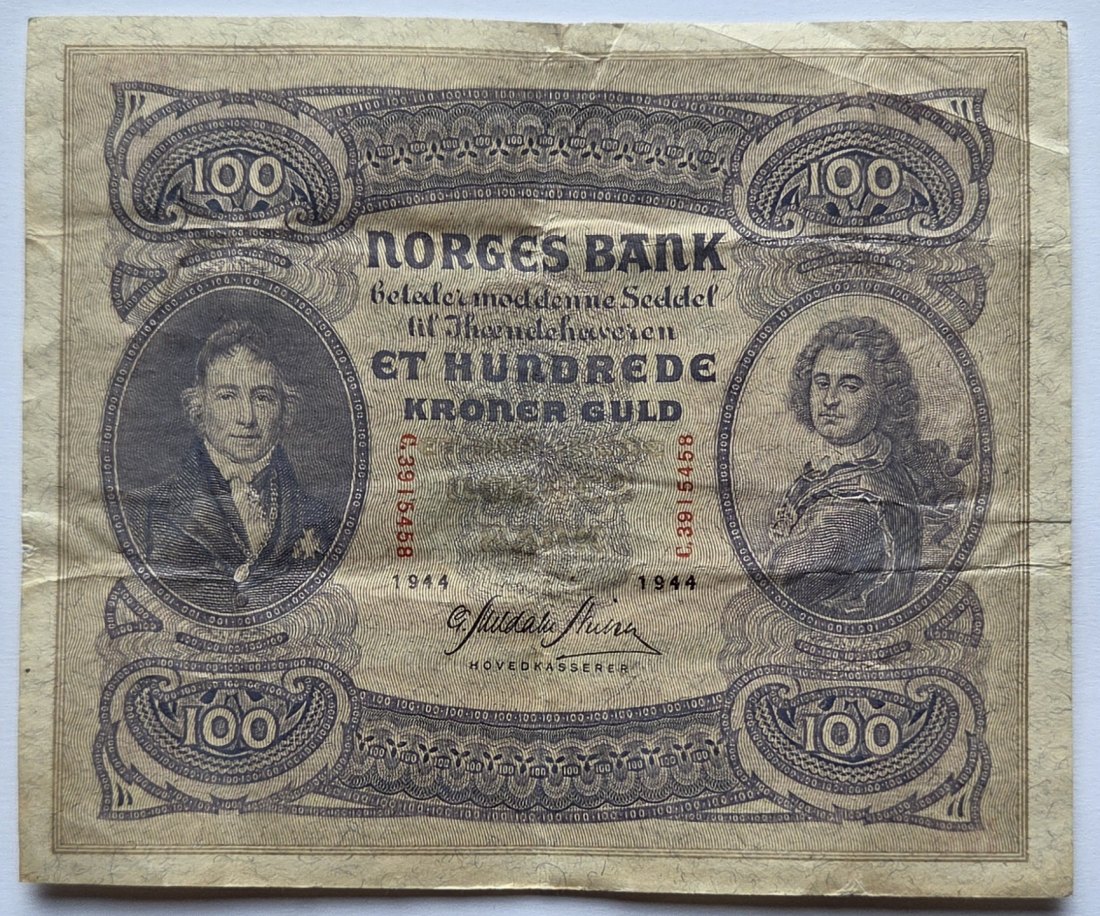 100 100
NORGES BANK
betaler mod denne Seddel
til Ihændehaveren
ET HUNDREDE
KRONER GULD
C.3915458 C.3915458
1944 1944
HOVEDKASSERER
100 100